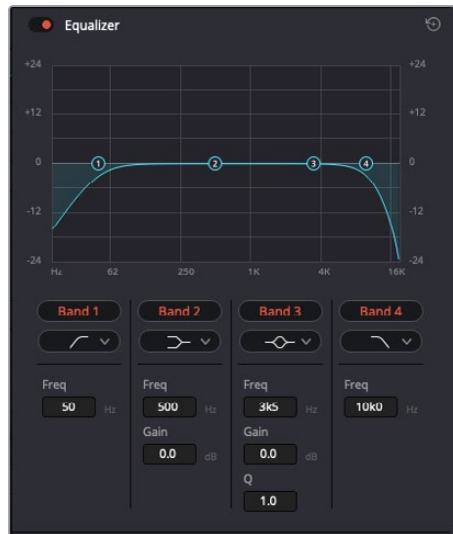 Equalizer
+24 +24
+12 +12
0 0
-12 -12
-24 -24
Hz 62 250 1K 4K 16K
1 2 3 4
Band 1 Band 2 Band 3 Band 4
Freq Freq Freq Freq
50 Hz 500 Hz 3k5 Hz 10k0 Hz
Gain Gain
0.0 dB 0.0 dB
Q
1.0